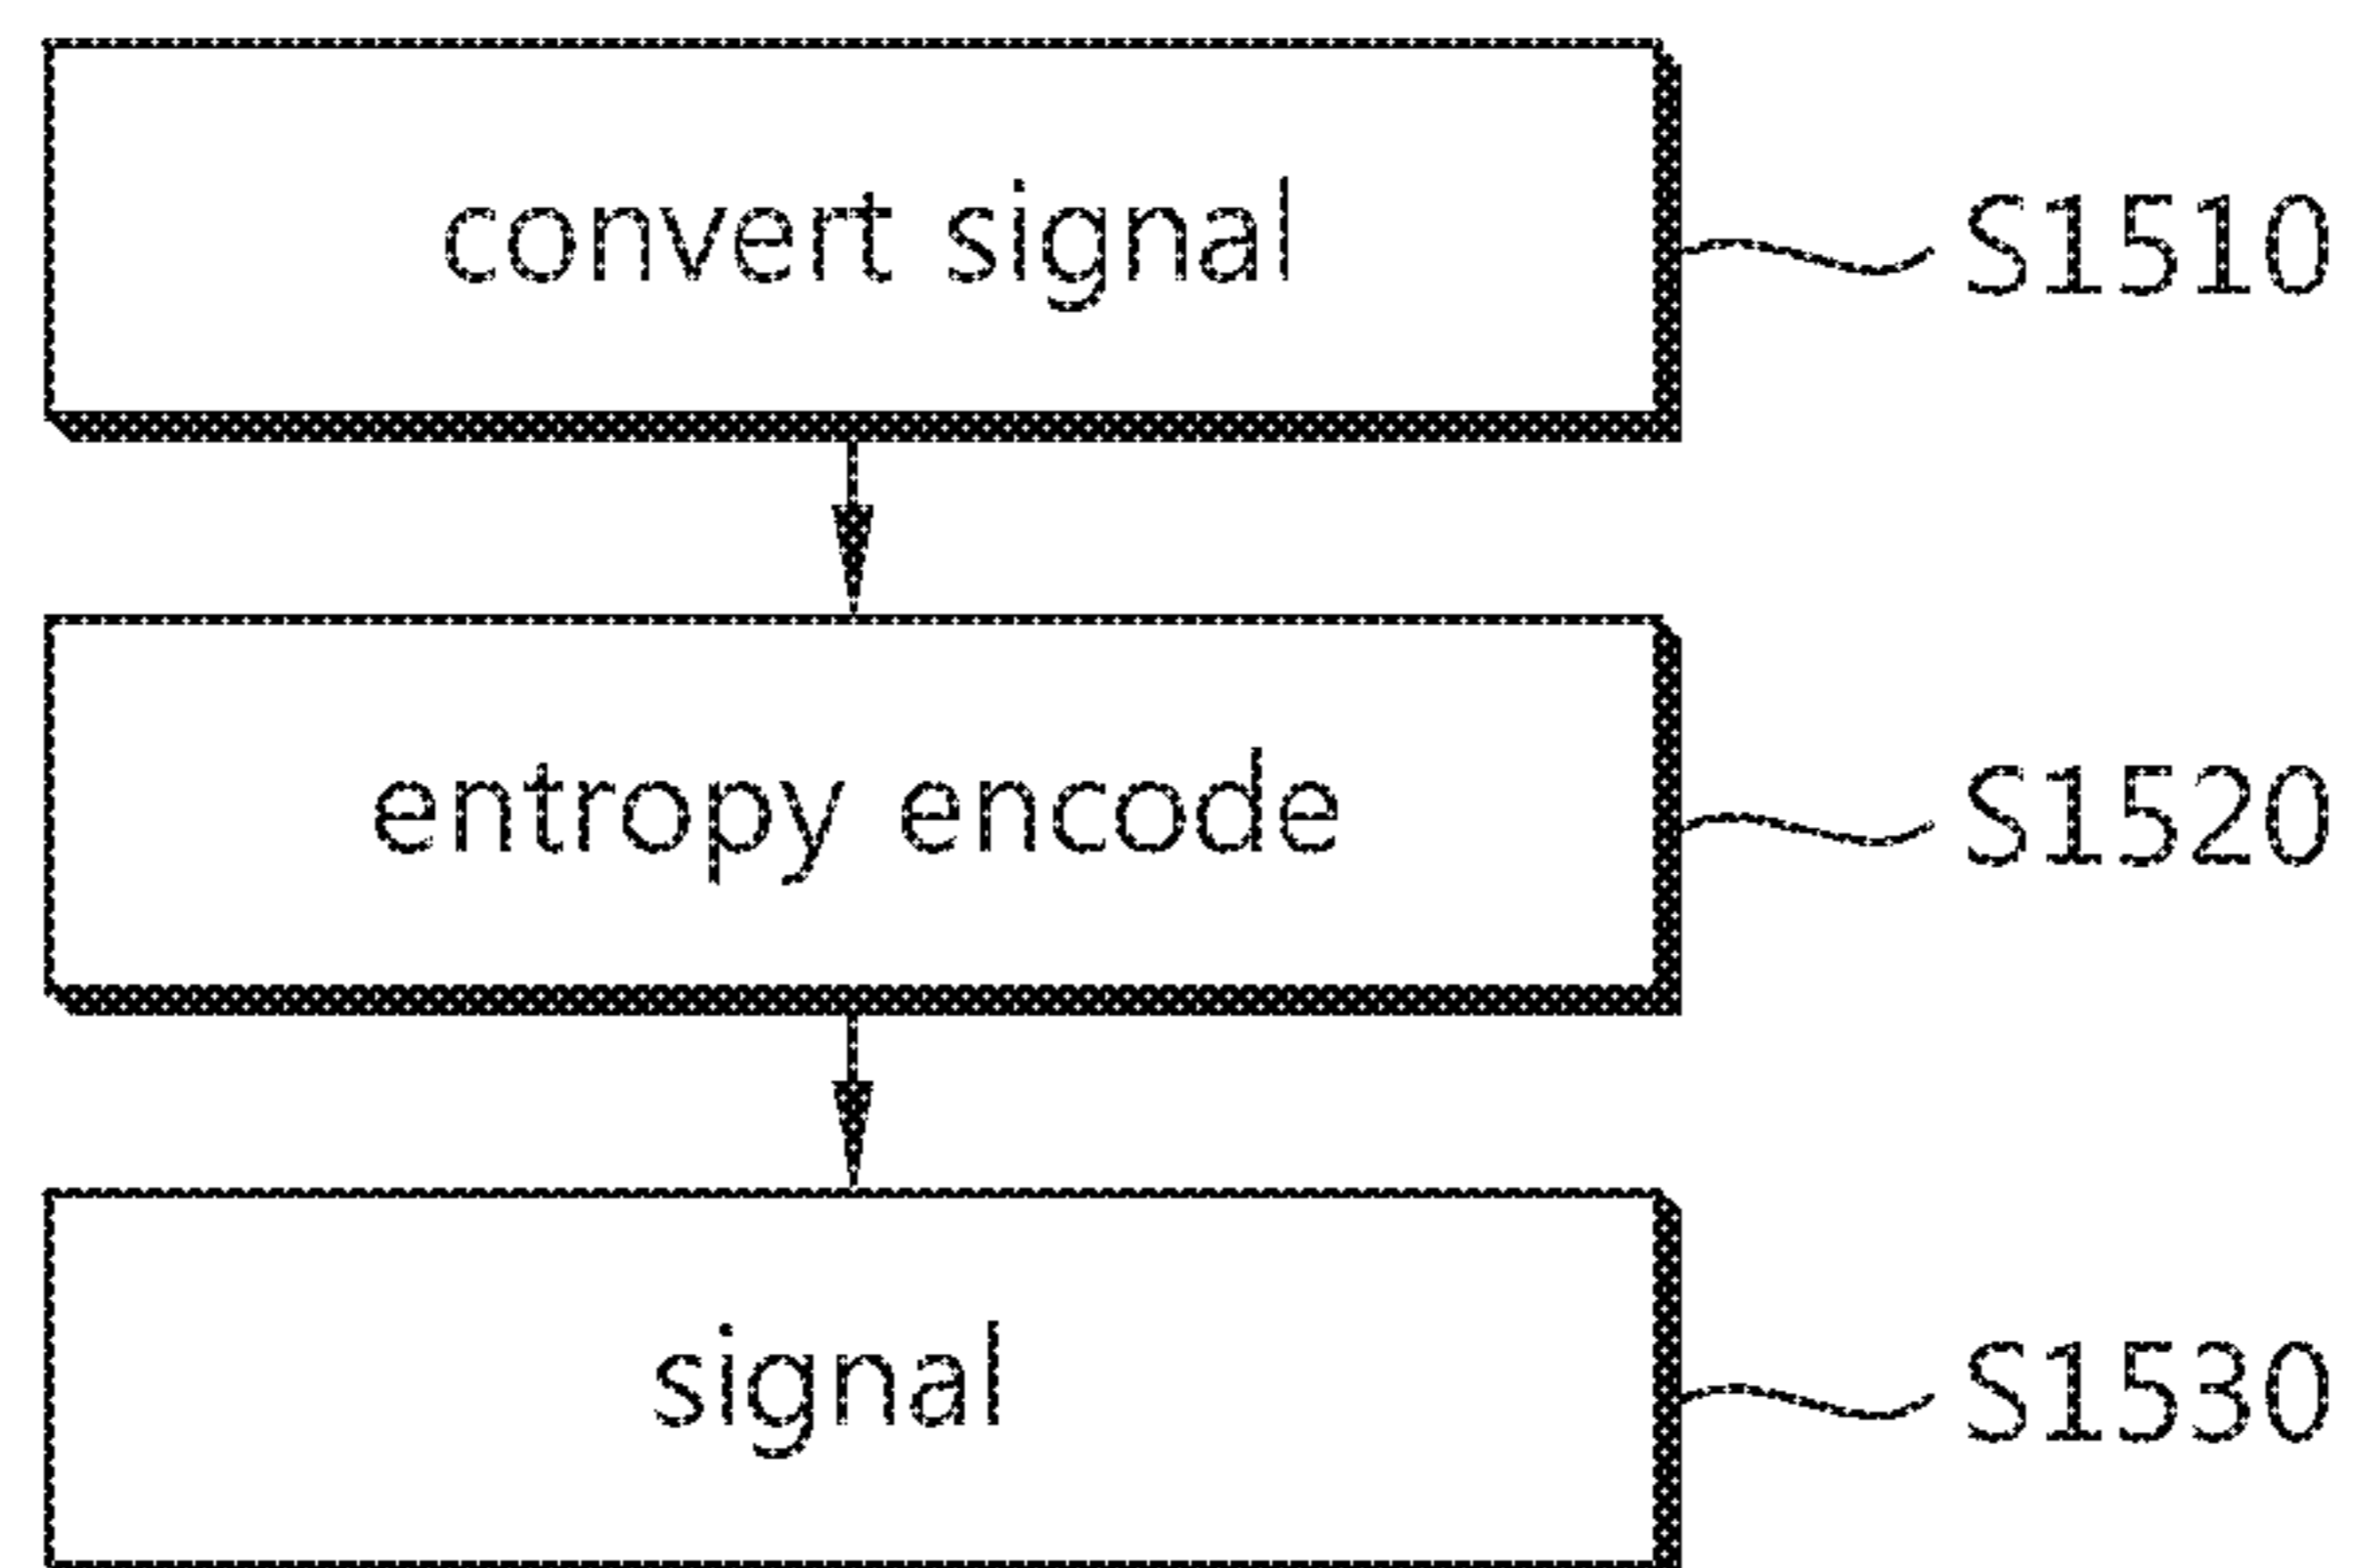 convert signal
S1510
entropy encode
S1520
signal
S1530